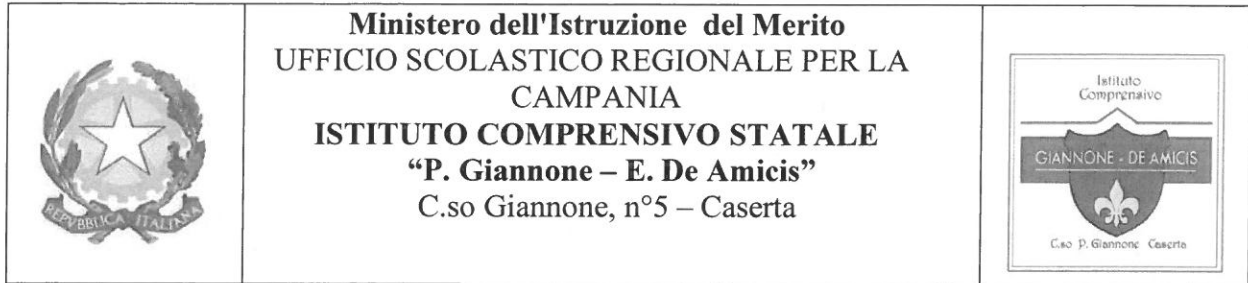 REPVBBLICA ITALIANA
Ministero dell'Istruzione del Merito
UFFICIO SCOLASTICO REGIONALE PER LA
CAMPANIA
ISTITUTO COMPRENSIVO STATALE
“P. Giannone – E. De Amicis”
C.so Giannone, n°5 – Caserta
Istituto
Comprensivo
GIANNONE - DE AMICIS
C.so P. Giannone Caserta